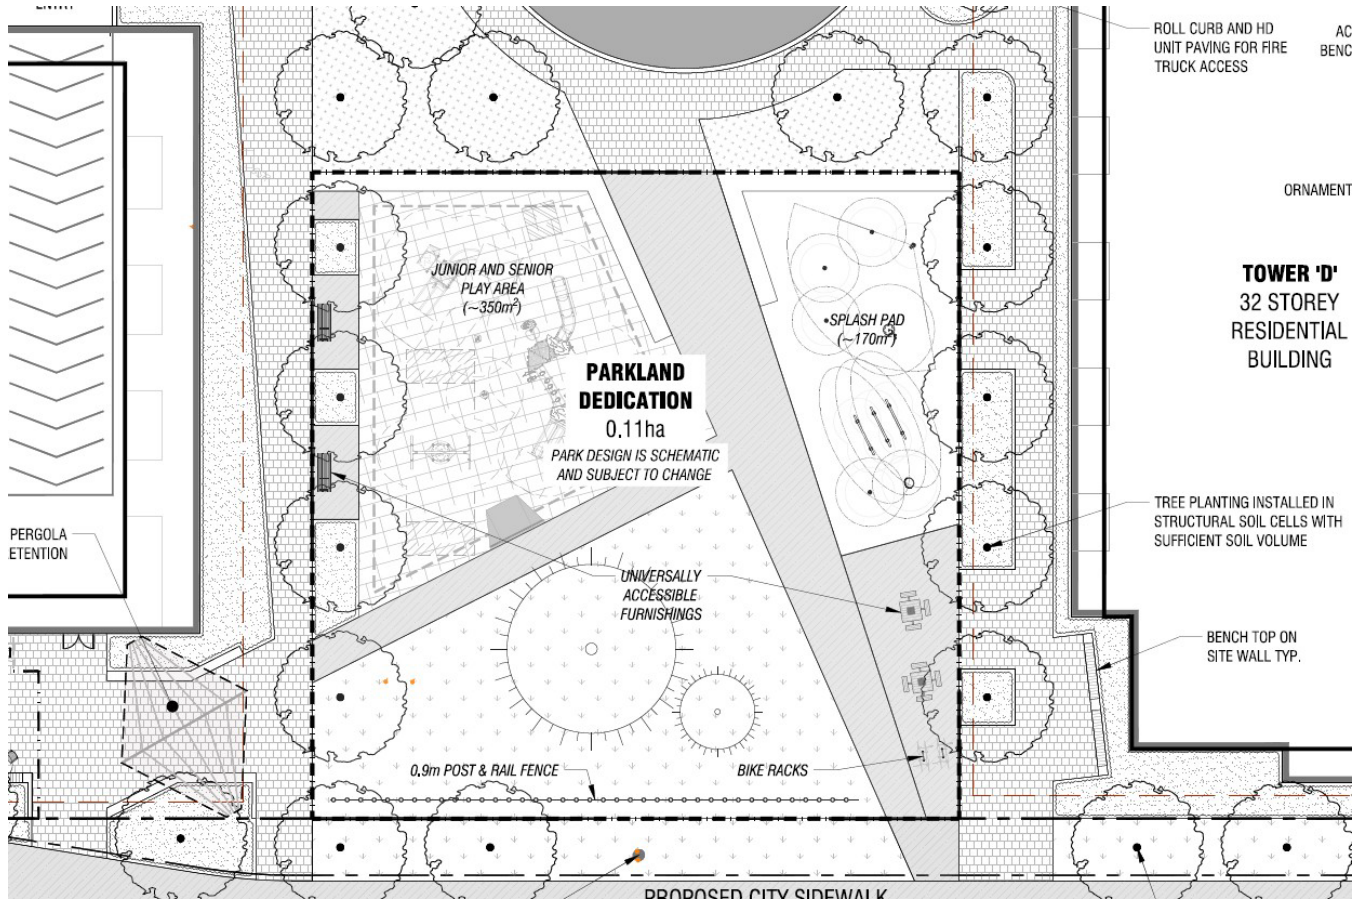 ENTRY
ROLL CURB AND HD
UNIT PAVING FOR FIRE
TRUCK ACCESS
AC
BENC
ORNAMENT
JUNIOR AND SENIOR
PLAY AREA
(~350m²)
SPLASH PAD
(~170m²)
TOWER 'D'
32 STOREY
RESIDENTIAL
BUILDING
PARKLAND
DEDICATION
0.11ha
PARK DESIGN IS SCHEMATIC
AND SUBJECT TO CHANGE
PERGOLA
ETENTION
TREE PLANTING INSTALLED IN
STRUCTURAL SOIL CELLS WITH
SUFFICIENT SOIL VOLUME
UNIVERSALLY
ACCESSIBLE
FURNISHINGS
BENCH TOP ON
SITE WALL TYP.
0.9m POST & RAIL FENCE
BIKE RACKS
PROPOSED CITY SIDEWALK